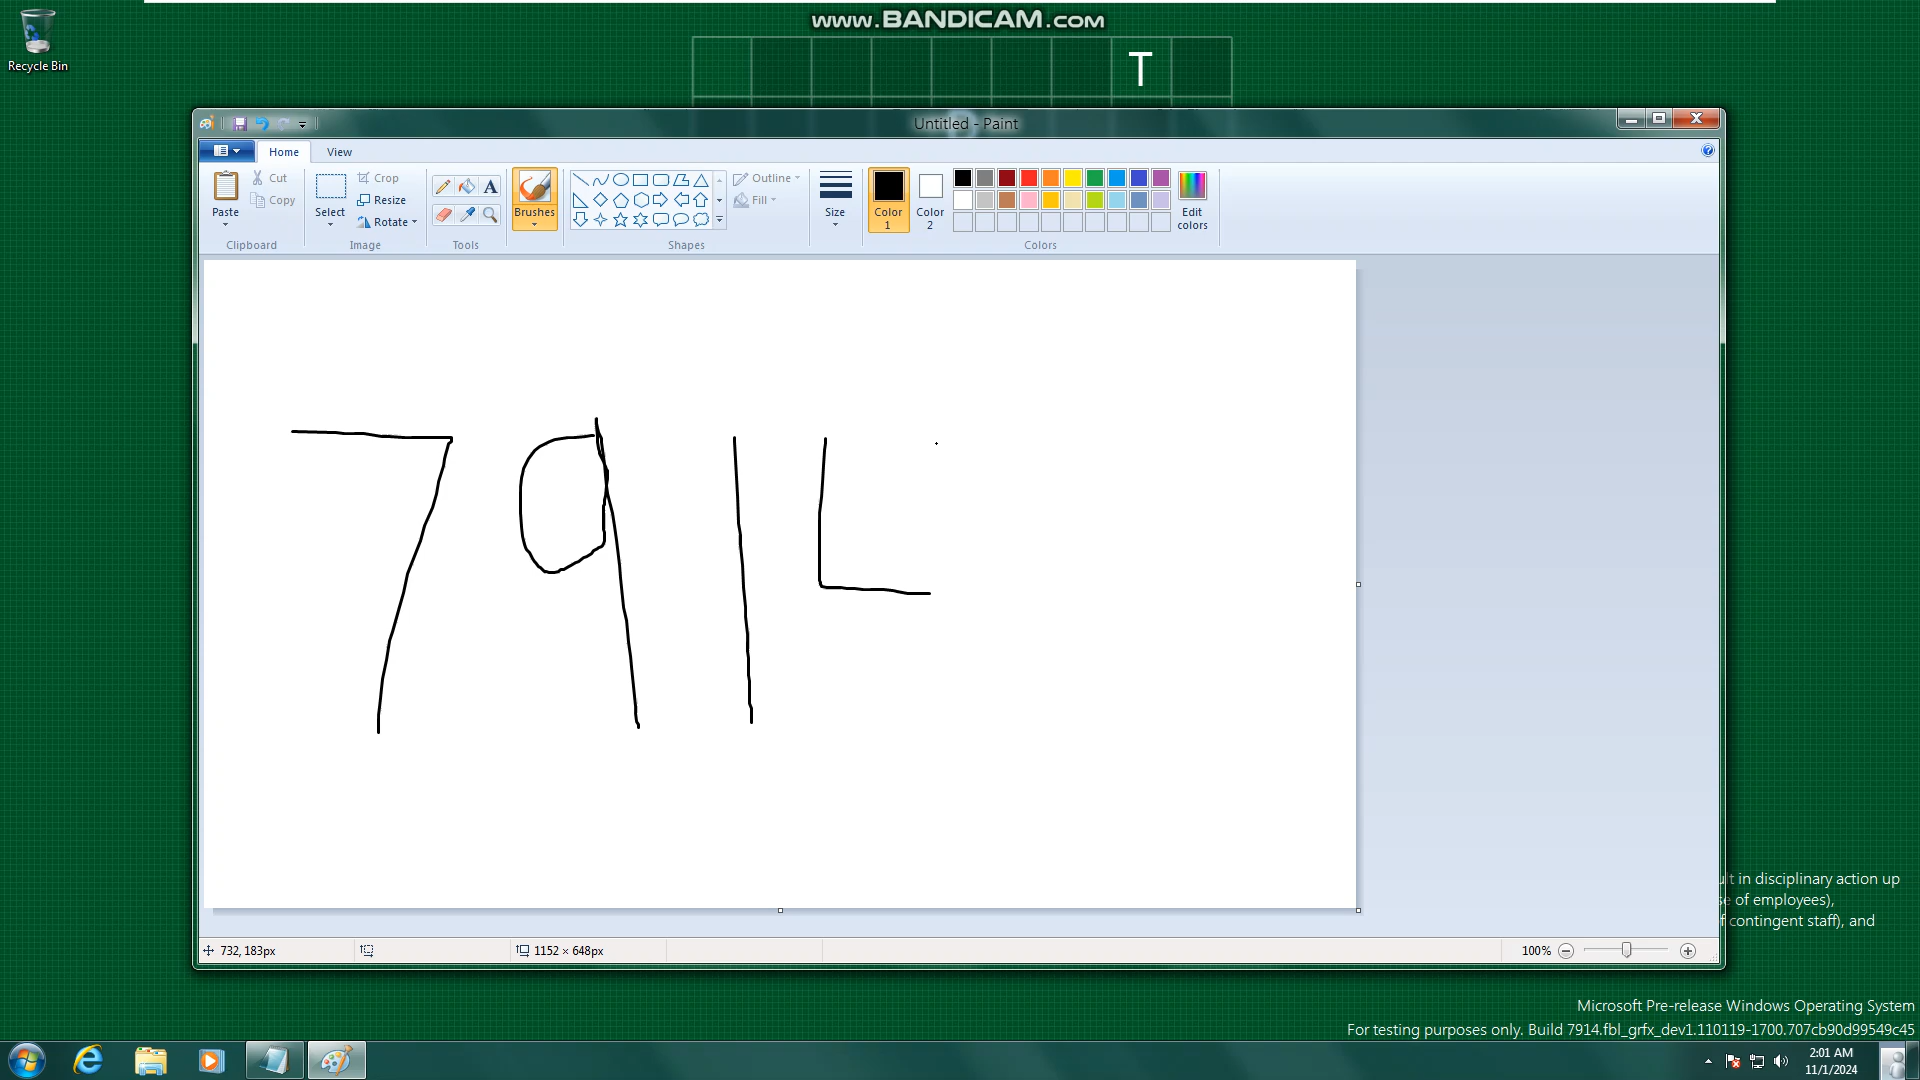 www.BANDICAM.com
Recycle Bin
T
Untitled - Paint
Home
View
Paste
Cut
Copy
Clipboard
Select
Crop
Resize
Rotate
Image
A
Tools
Brushes
Outline
Fill
Shapes
Size
Color 1
Color 2
Edit colors
Colors
791
732, 183px
1152 × 648px
100%
ult in disciplinary action up
se of employees),
f contingent staff), and
Microsoft Pre-release Windows Operating System
For testing purposes only. Build 7914.fbl_grfx_dev1.110119-1700.707cb90d99549c45
2:01 AM
11/1/2024